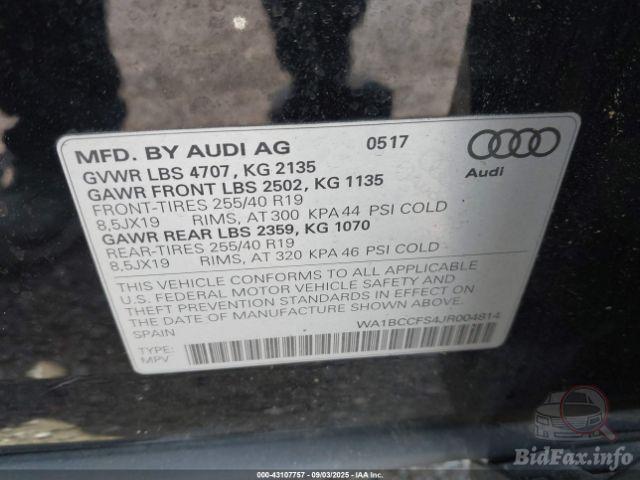 MFD. BY AUDI AG 0517
GVWR LBS 4707, KG 2135
GAWR FRONT LBS 2502, KG 1135
FRONT-TIRES 255/40 R19
8,5JX19 RIMS, AT 300 KPA 44 PSI COLD
GAWR REAR LBS 2359, KG 1070
REAR-TIRES 255/40 R19
8,5JX19 RIMS, AT 320 KPA 46 PSI COLD
Audi
THIS VEHICLE CONFORMS TO ALL APPLICABLE
U.S. FEDERAL MOTOR VEHICLE SAFETY AND
THEFT PREVENTION STANDARDS IN EFFECT ON
THE DATE OF MANUFACTURE SHOWN ABOVE.
SPAIN
WA1BCCFS4JR004814
TYPE:
MPV
BidFax.info
000-43107757 - 09/03/2025 - IAA Inc.